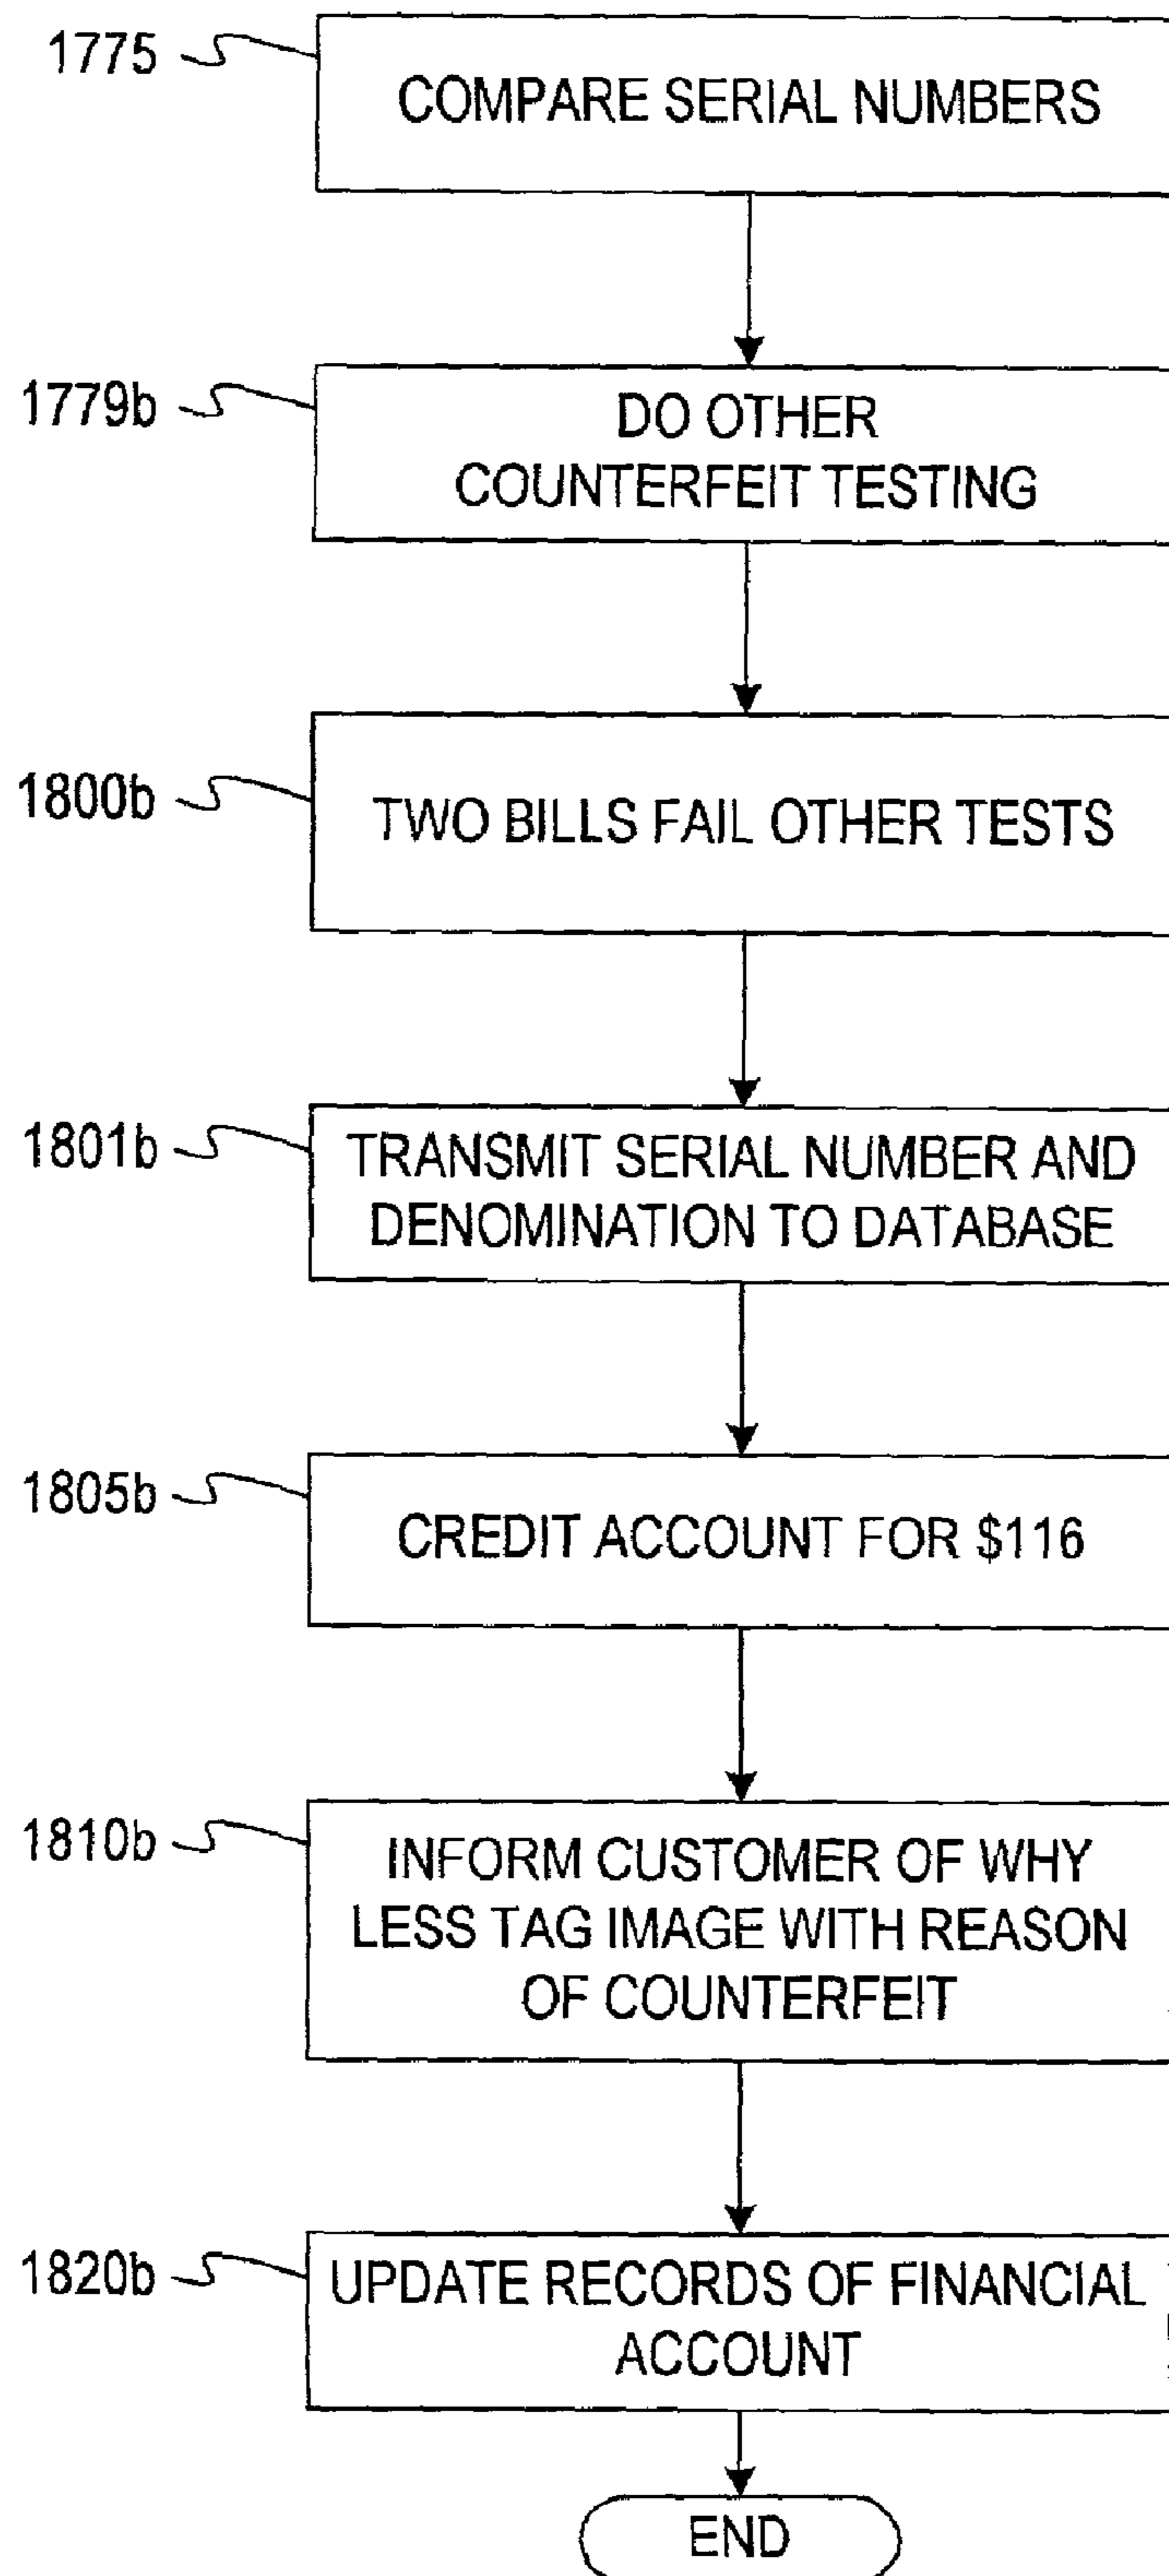 1775
COMPARE SERIAL NUMBERS
1779b
DO OTHER
COUNTERFEIT TESTING
1800b
TWO BILLS FAIL OTHER TESTS
1801b
TRANSMIT SERIAL NUMBER AND
DENOMINATION TO DATABASE
1805b
CREDIT ACCOUNT FOR $116
1810b
INFORM CUSTOMER OF WHY
LESS TAG IMAGE WITH REASON
OF COUNTERFEIT
1820b
UPDATE RECORDS OF FINANCIAL
ACCOUNT
END